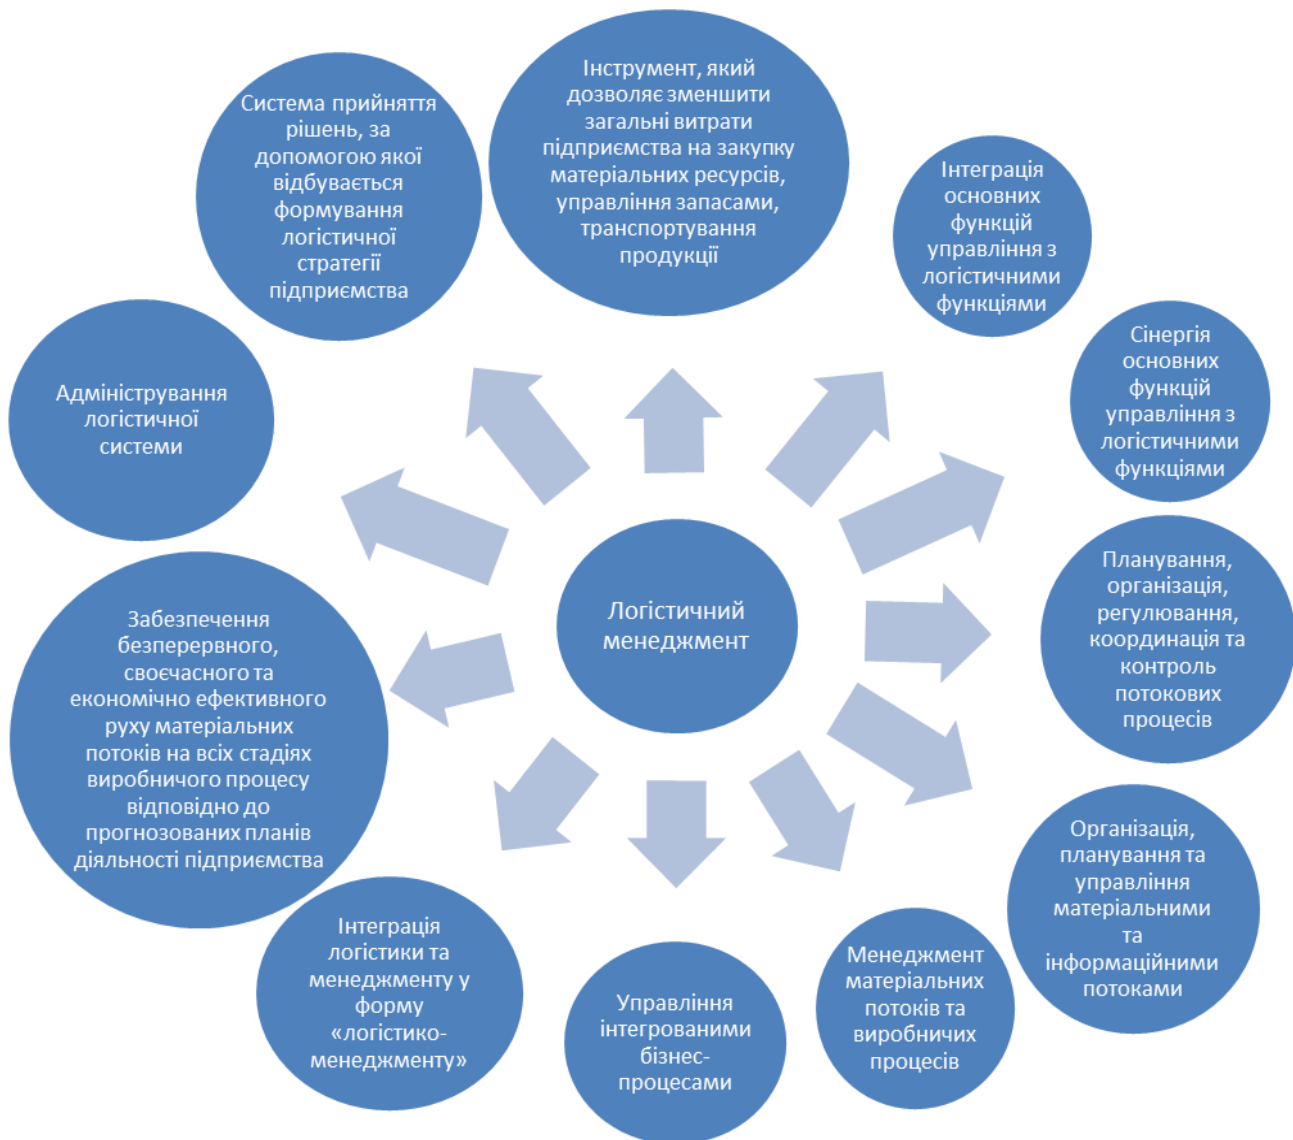 Інструмент, який
дозволяє зменшити
загальні витрати
підприємства на закупку
матеріальних ресурсів,
управління запасами,
транспортування
продукції
Інтеграція
основних
функцій
управління з
логістичними
функціями
Сінергія
основних
функцій
управління з
логістичними
функціями
Планування,
організація,
регулювання,
координація та
контроль
потокових
процесів
Організація,
планування та
управління
матеріальними
та
інформаційними
потоками
Менеджмент
матеріальних
потоків та
виробничих
процесів
Управління
інтегрованими
бізнес-
процесами
Інтеграція
логістики та
менеджменту у
форму
«логістико-
менеджменту»
Забезпечення
безперервного,
своєчасного та
економічно ефективного
руху матеріальних
потоків на всіх стадіях
виробничого процесу
відповідно до
прогнозованих планів
діяльності підприємства
Адміністрування
логістичної
системи
Система прийняття
рішень, за
допомогою якої
відбувається
формування
логістичної
стратегії
підприємства
Логістичний
менеджмент